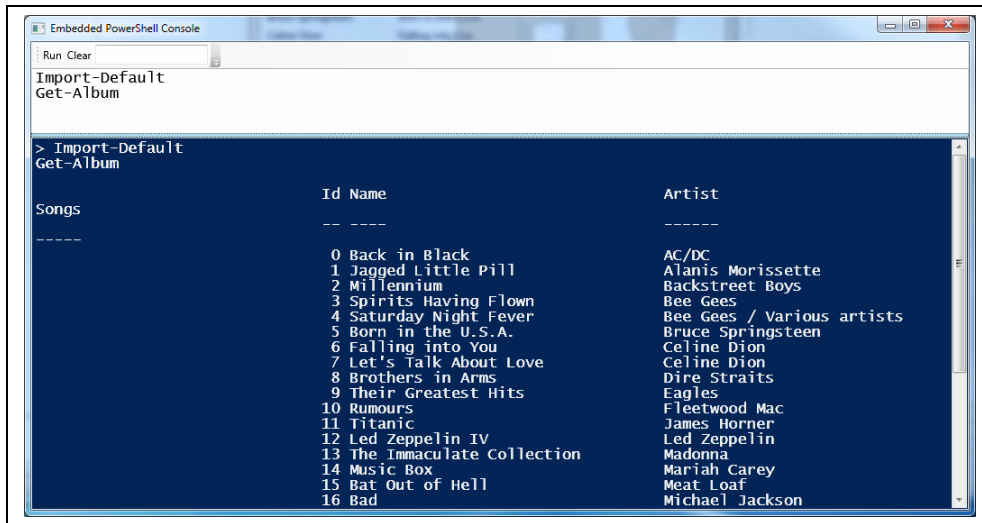 Embedded PowerShell Console
Run Clear
Import-Default
Get-Album
> Import-Default
Get-Album
Id Name Artist
Songs
-- ---- ------
-----
0 Back in Black AC/DC
1 Jagged Little Pill Alanis Morissette
2 Millennium Backstreet Boys
3 Spirits Having Flown Bee Gees
4 Saturday Night Fever Bee Gees / Various artists
5 Born in the U.S.A. Bruce Springsteen
6 Falling into You Celine Dion
7 Let's Talk About Love Celine Dion
8 Brothers in Arms Dire Straits
9 Their Greatest Hits Eagles
10 Rumours Fleetwood Mac
11 Titanic James Horner
12 Led Zeppelin IV Led Zeppelin
13 The Immaculate Collection Madonna
14 Music Box Mariah Carey
15 Bat Out of Hell Meat Loaf
16 Bad Michael Jackson